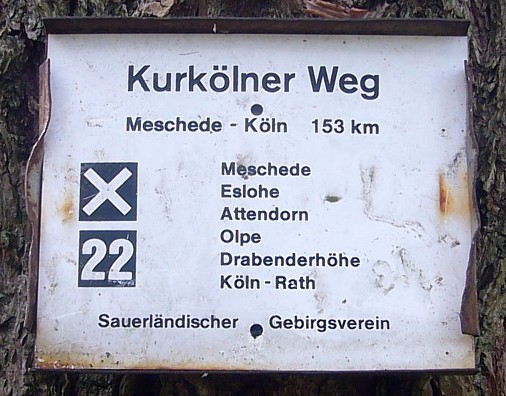 Kurkölner Weg
Meschede - Köln 153 km
Meschede
Eslohe
Attendorn
Olpe
Drabenderhöhe
Köln - Rath
22
Sauerländischer Gebirgsverein